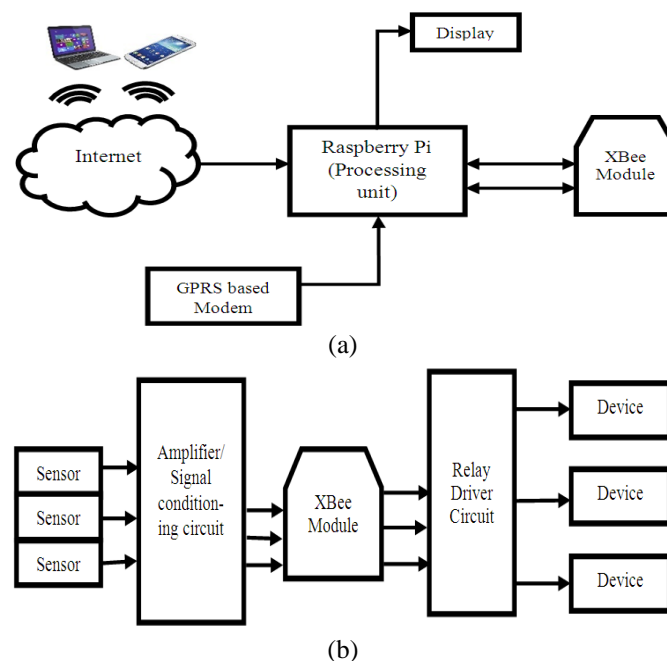 Display
Internet
Raspberry Pi
(Processing
unit)
XBee
Module
GPRS based
Modem
(a)
Sensor
Sensor
Sensor
Amplifier/
Signal
condition-
ing circuit
XBee
Module
Relay
Driver
Circuit
Device
Device
Device
(b)